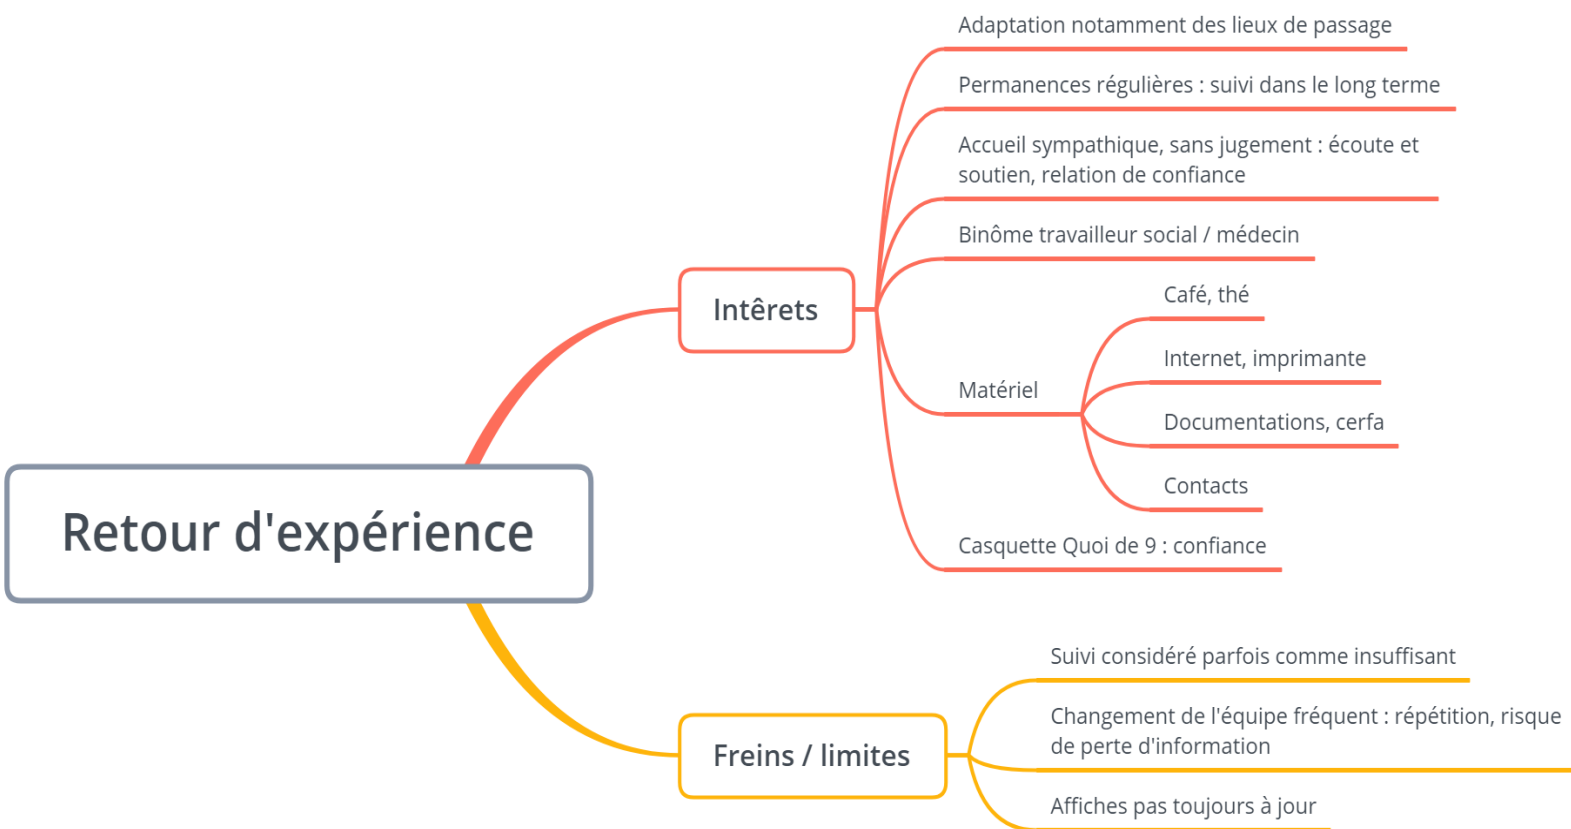 Retour d'expérience
Intêrets
Adaptation notamment des lieux de passage
Permanences régulières : suivi dans le long terme
Accueil sympathique, sans jugement : écoute et
soutien, relation de confiance
Binôme travailleur social / médecin
Matériel
Café, thé
Internet, imprimante
Documentations, cerfa
Contacts
Casquette Quoi de 9 : confiance
Freins / limites
Suivi considéré parfois comme insuffisant
Changement de l'équipe fréquent : répétition, risque
de perte d'information
Affiches pas toujours à jour